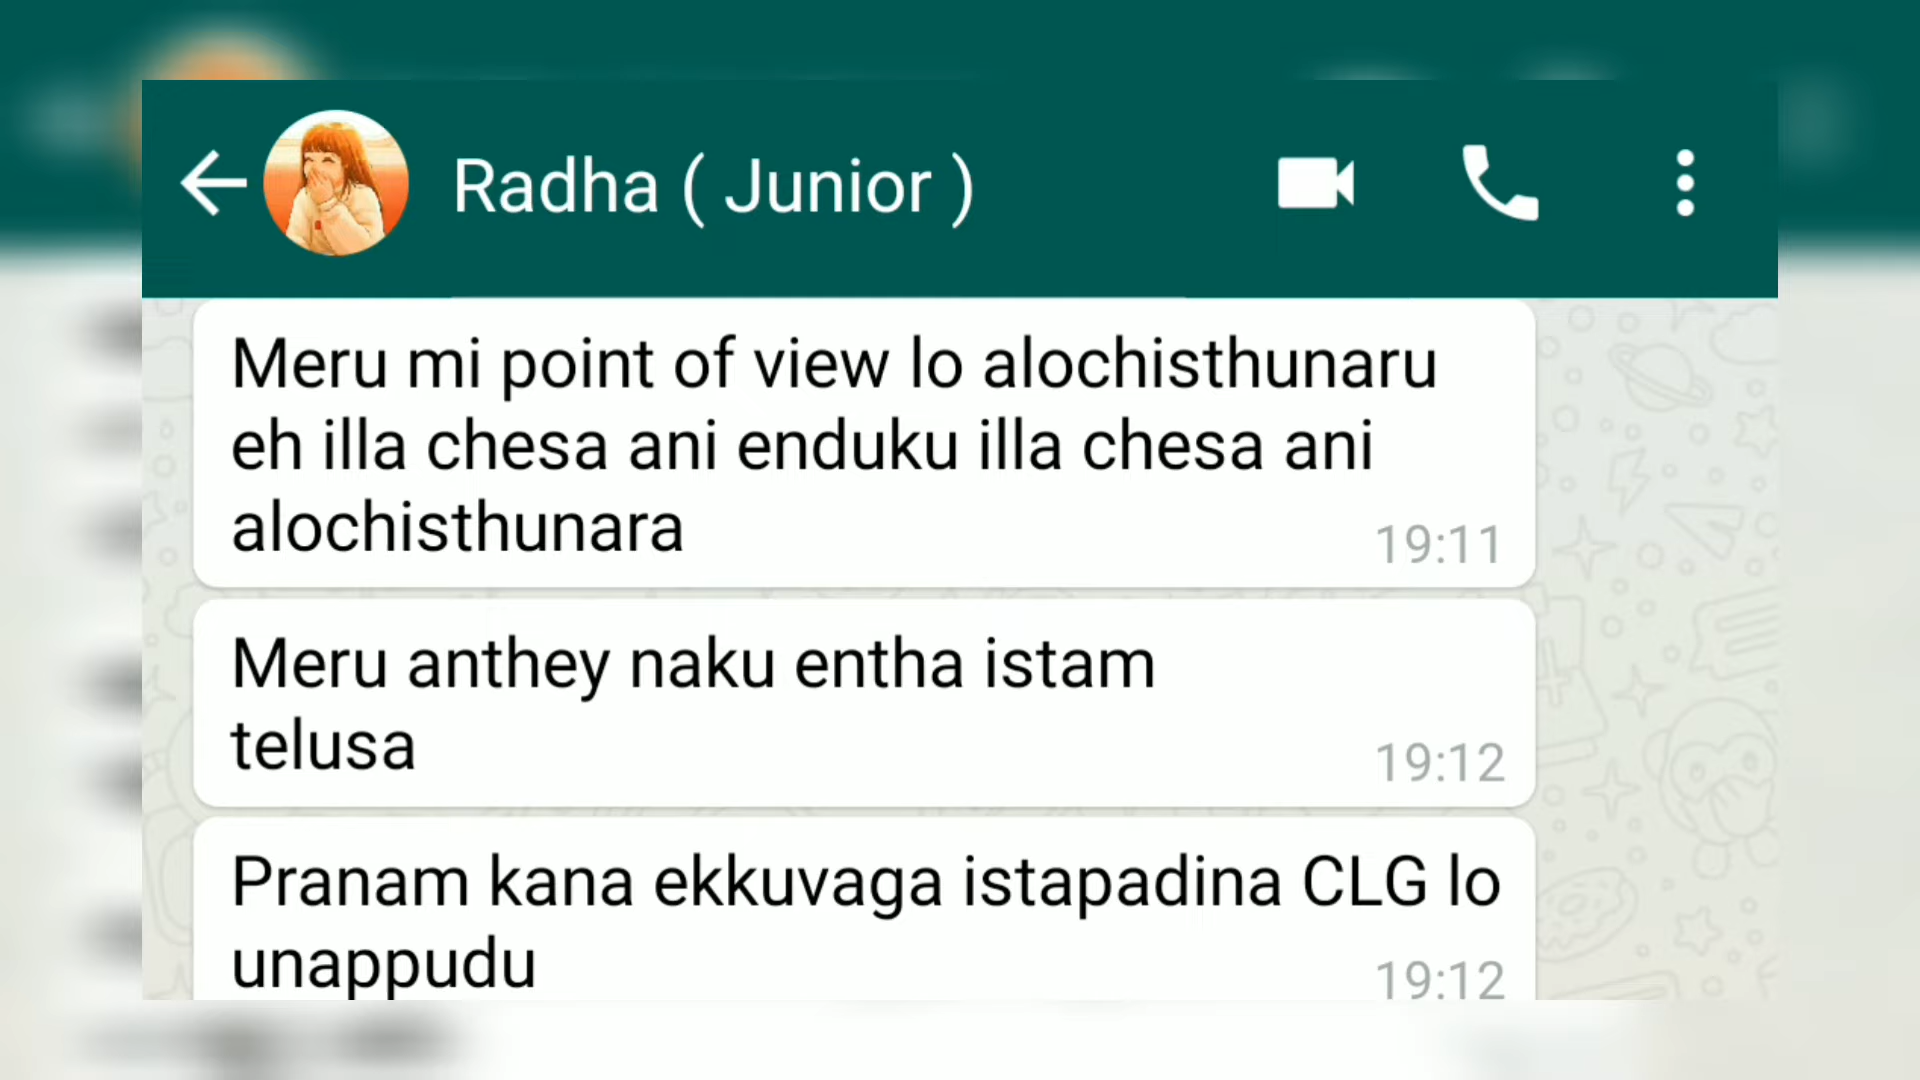 Radha ( Junior )
Meru mi point of view lo alochisthunaru
eh illa chesa ani enduku illa chesa ani
alochisthunara
19:11
Meru anthey naku entha istam
telusa
19:12
Pranam kana ekkuvaga istapadina CLG lo
unappudu
19:12